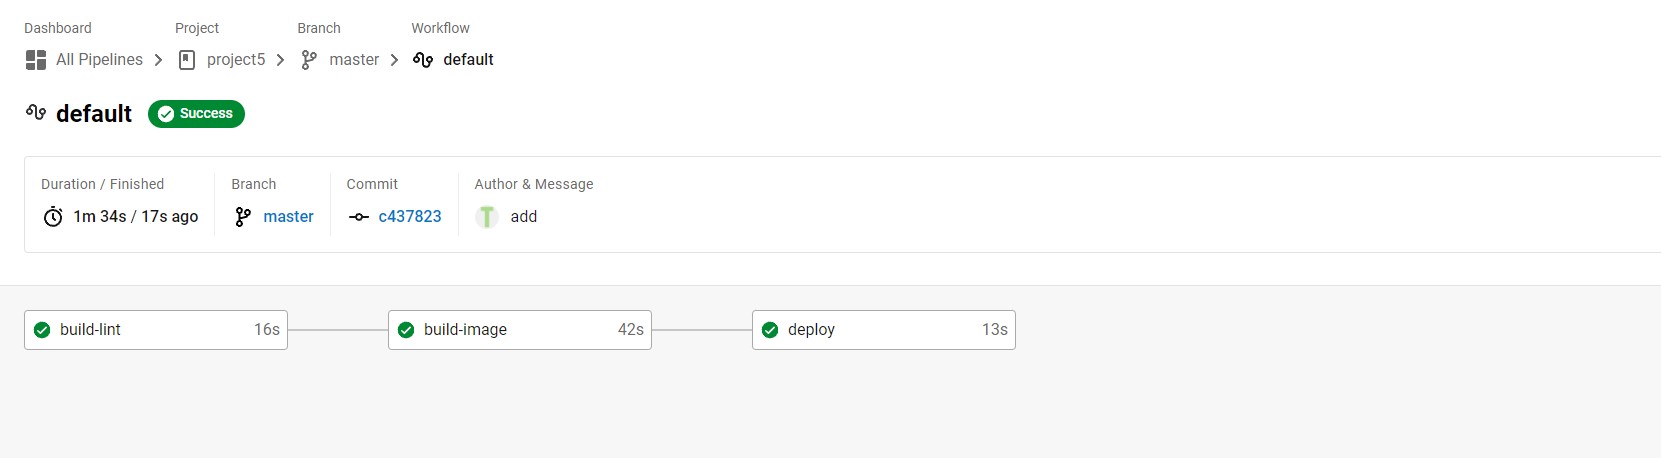 Dashboard Project Branch Workflow
All Pipelines project5 master default
default Success
Duration / Finished Branch Commit Author & Message
1m 34s / 17s ago master c437823 T add
build-lint 16s build-image 42s deploy 13s